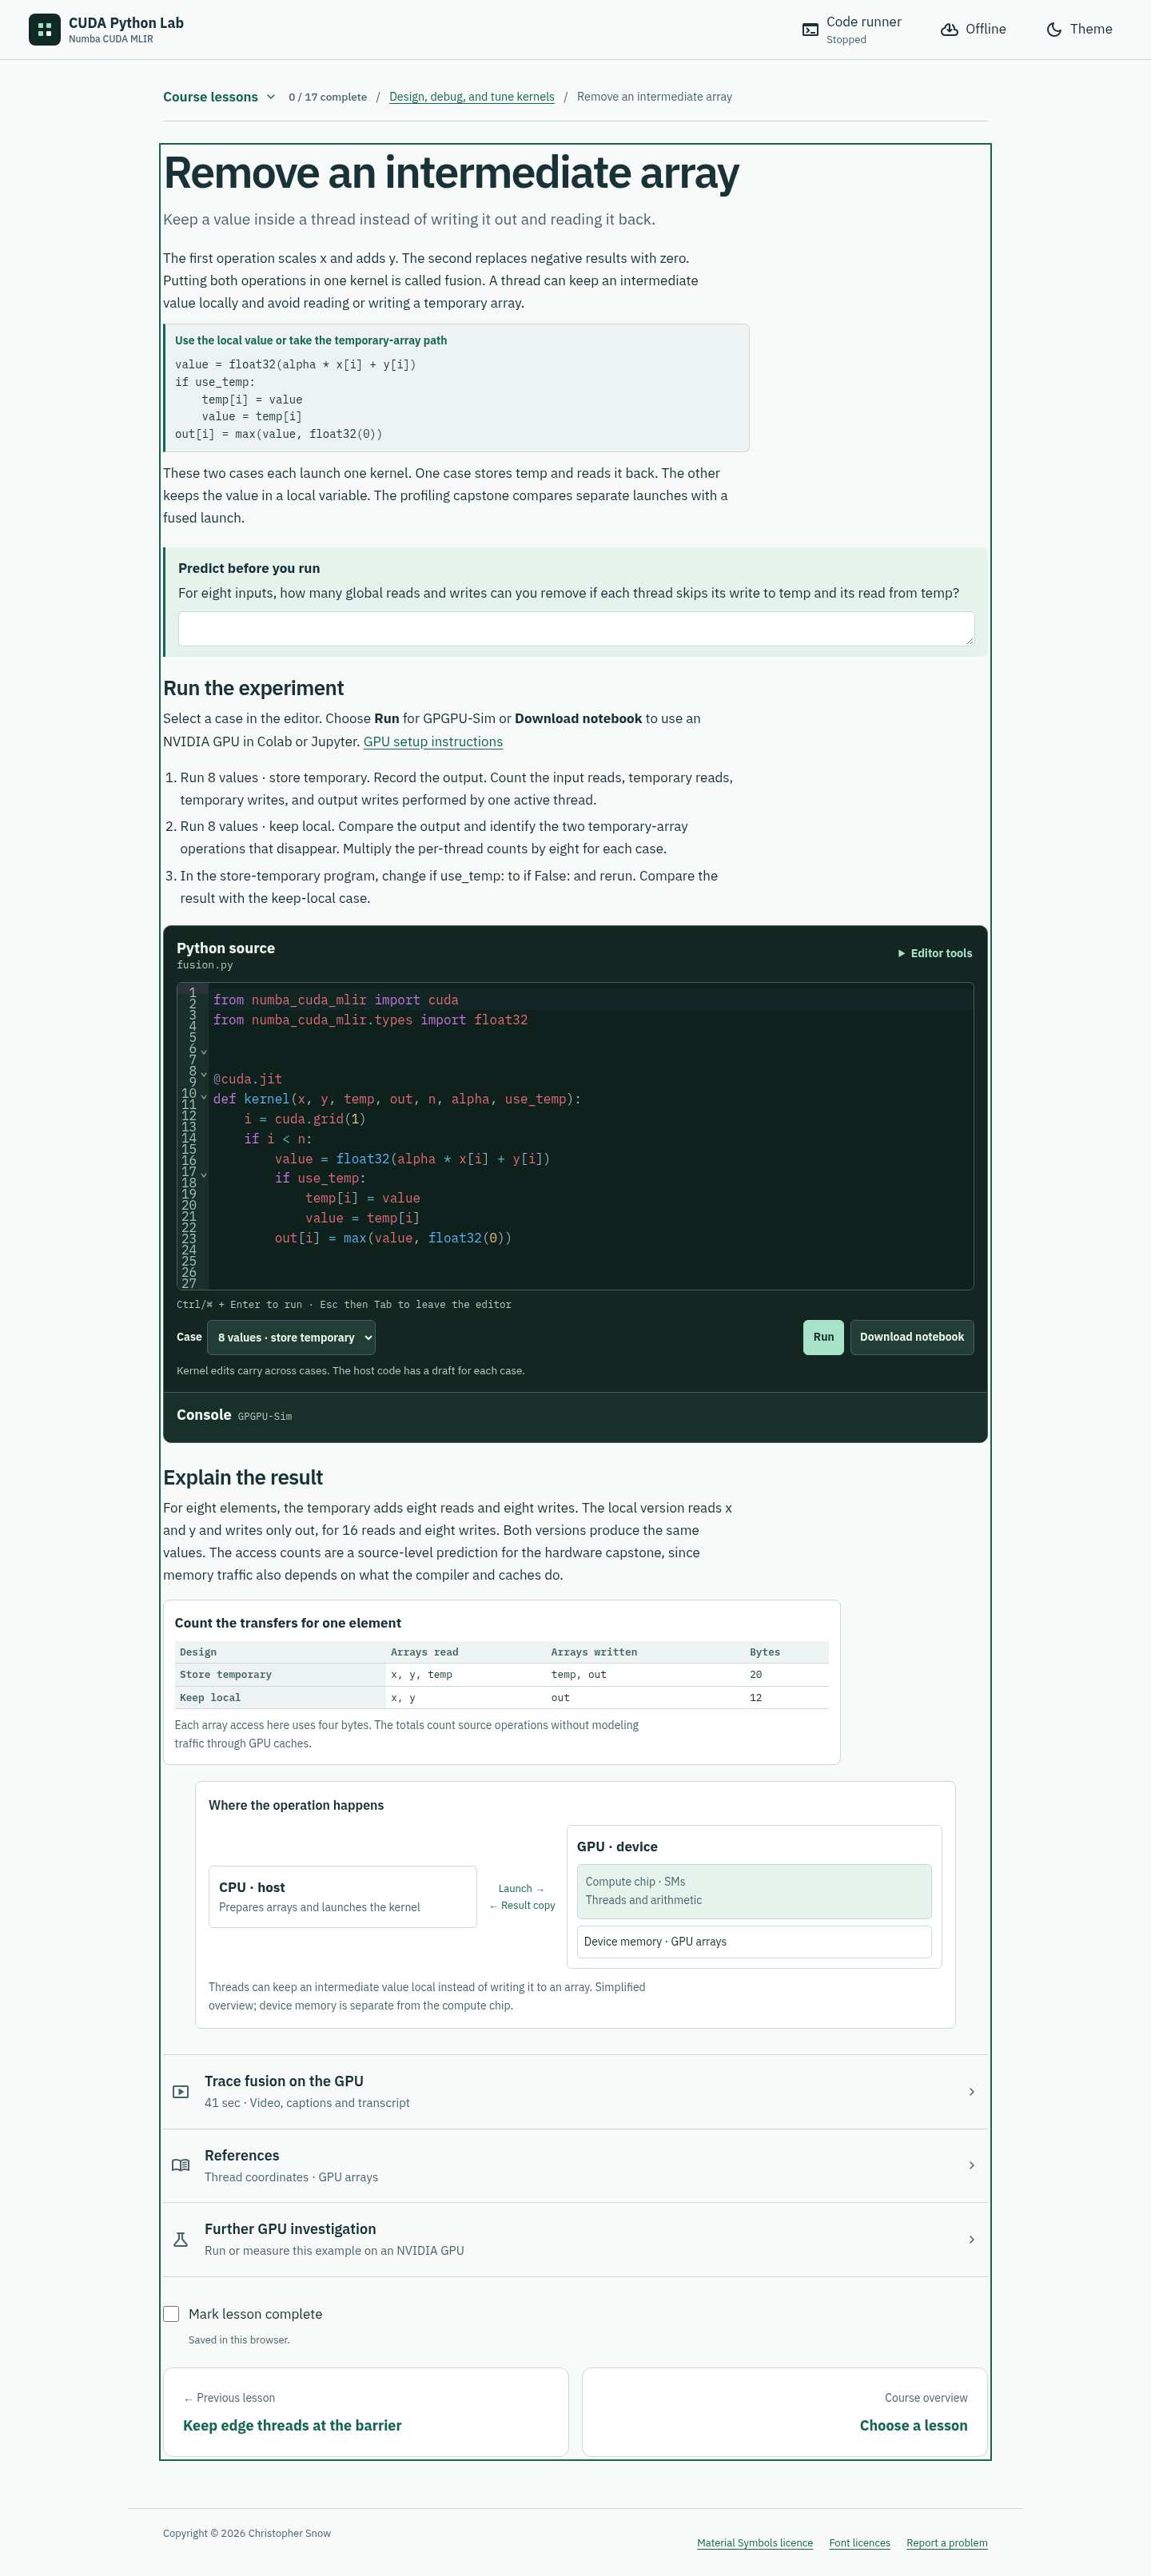 CUDA Python Lab
Numba CUDA MLIR
Code runner
Stopped
Offline
Theme
Course lessons 0 / 17 complete / Design, debug, and tune kernels / Remove an intermediate array
Remove an intermediate array
Keep a value inside a thread instead of writing it out and reading it back.
The first operation scales x and adds y. The second replaces negative results with zero.
Putting both operations in one kernel is called fusion. A thread can keep an intermediate
value locally and avoid reading or writing a temporary array.
Use the local value or take the temporary-array path
value = float32(alpha * x[i] + y[i])
if use_temp:
    temp[i] = value
    value = temp[i]
out[i] = max(value, float32(0))
These two cases each launch one kernel. One case stores temp and reads it back. The other
keeps the value in a local variable. The profiling capstone compares separate launches with a
fused launch.
Predict before you run
For eight inputs, how many global reads and writes can you remove if each thread skips its write to temp and its read from temp?
Run the experiment
Select a case in the editor. Choose Run for GPGPU-Sim or Download notebook to use an
NVIDIA GPU in Colab or Jupyter. GPU setup instructions
1. Run 8 values · store temporary. Record the output. Count the input reads, temporary reads,
temporary writes, and output writes performed by one active thread.
2. Run 8 values · keep local. Compare the output and identify the two temporary-array
operations that disappear. Multiply the per-thread counts by eight for each case.
3. In the store-temporary program, change if use_temp: to if False: and rerun. Compare the
result with the keep-local case.
Python source
fusion.py
▶ Editor tools
1
2
3
4
5
6
7
8
9
10
11
12
13
14
15
16
17
18
19
20
21
22
23
24
25
26
27
from numba_cuda_mlir import cuda
from numba_cuda_mlir.types import float32
@cuda.jit
def kernel(x, y, temp, out, n, alpha, use_temp):
    i = cuda.grid(1)
    if i < n:
        value = float32(alpha * x[i] + y[i])
        if use_temp:
            temp[i] = value
            value = temp[i]
        out[i] = max(value, float32(0))
Ctrl/⌘ + Enter to run · Esc then Tab to leave the editor
Case 8 values · store temporary
Run
Download notebook
Kernel edits carry across cases. The host code has a draft for each case.
Console GPGPU-Sim
Explain the result
For eight elements, the temporary adds eight reads and eight writes. The local version reads x
and y and writes only out, for 16 reads and eight writes. Both versions produce the same
values. The access counts are a source-level prediction for the hardware capstone, since
memory traffic also depends on what the compiler and caches do.
Count the transfers for one element
Design Arrays read Arrays written Bytes
Store temporary x, y, temp temp, out 20
Keep local x, y out 12
Each array access here uses four bytes. The totals count source operations without modeling
traffic through GPU caches.
Where the operation happens
CPU · host
Prepares arrays and launches the kernel
Launch →
← Result copy
GPU · device
Compute chip · SMs
Threads and arithmetic
Device memory · GPU arrays
Threads can keep an intermediate value local instead of writing it to an array. Simplified
overview; device memory is separate from the compute chip.
Trace fusion on the GPU
41 sec · Video, captions and transcript
References
Thread coordinates · GPU arrays
Further GPU investigation
Run or measure this example on an NVIDIA GPU
Mark lesson complete
Saved in this browser.
← Previous lesson
Keep edge threads at the barrier
Course overview
Choose a lesson
Copyright © 2026 Christopher Snow
Material Symbols licence Font licences Report a problem